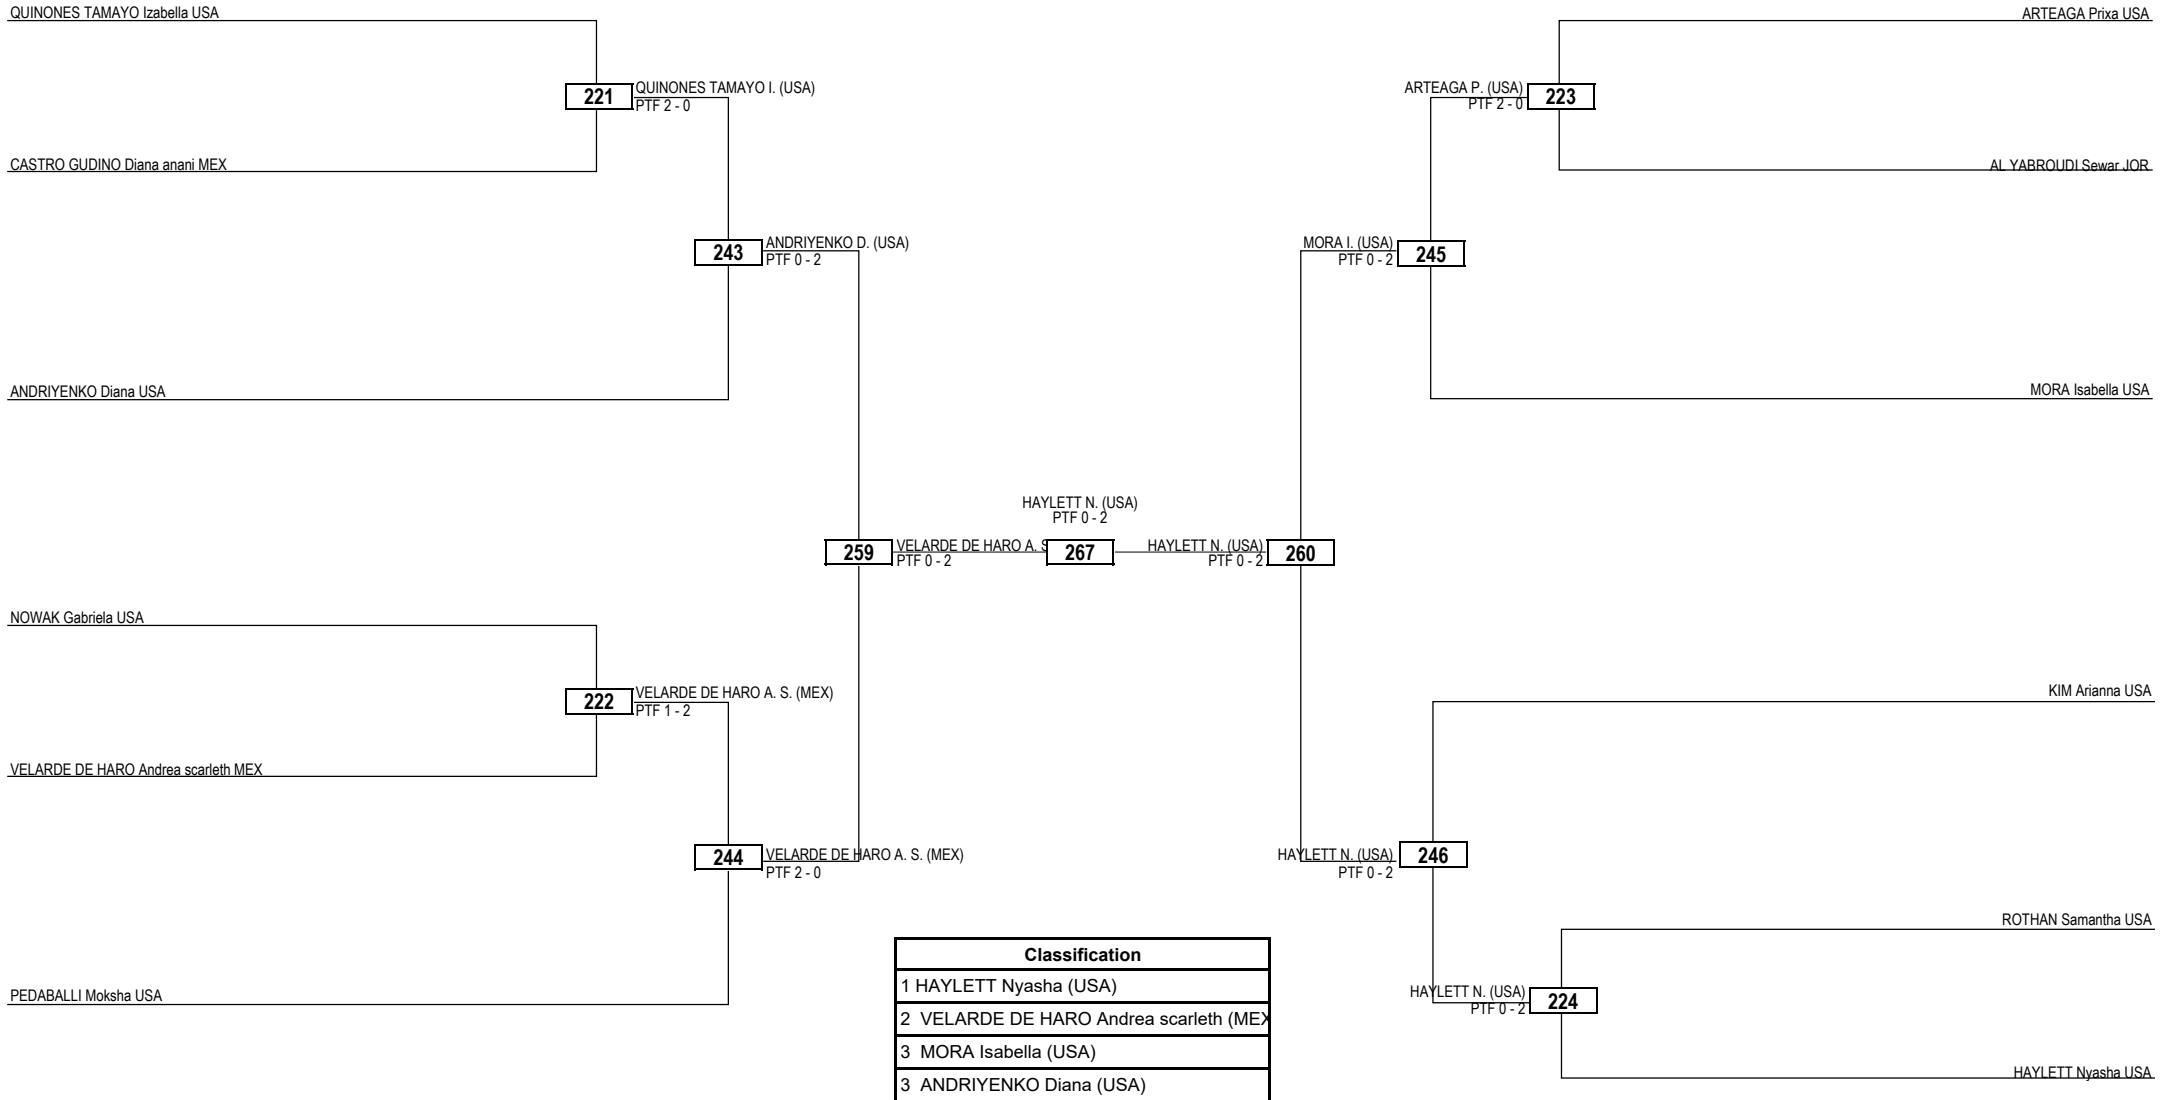 QUINONES TAMAYO Izabella USA
ARTEAGA Prixa USA
221
QUINONES TAMAYO I. (USA)
PTF 2 - 0
ARTEAGA P. (USA)
PTF 2 - 0
223
CASTRO GUDINO Diana anani MEX
AL YABROUDI Sewar JOR
243
ANDRIYENKO D. (USA)
PTF 0 - 2
MORA I. (USA)
PTF 0 - 2
245
ANDRIYENKO Diana USA
MORA Isabella USA
HAYLETT N. (USA)
PTF 0 - 2
259
VELARDE DE HARO A. S
PTF 0 - 2
267
HAYLETT N. (USA)
PTF 0 - 2
260
NOWAK Gabriela USA
KIM Arianna USA
222
VELARDE DE HARO A. S. (MEX)
PTF 1 - 2
VELARDE DE HARO Andrea scarleth MEX
244
VELARDE DE HARO A. S. (MEX)
PTF 2 - 0
HAYLETT N. (USA)
PTF 0 - 2
246
ROTHAN Samantha USA
PEDABALLI Moksha USA
HAYLETT N. (USA)
PTF 0 - 2
224
HAYLETT Nyasha USA
Classification
1 HAYLETT Nyasha (USA)
2 VELARDE DE HARO Andrea scarleth (MEX
3 MORA Isabella (USA)
3 ANDRIYENKO Diana (USA)